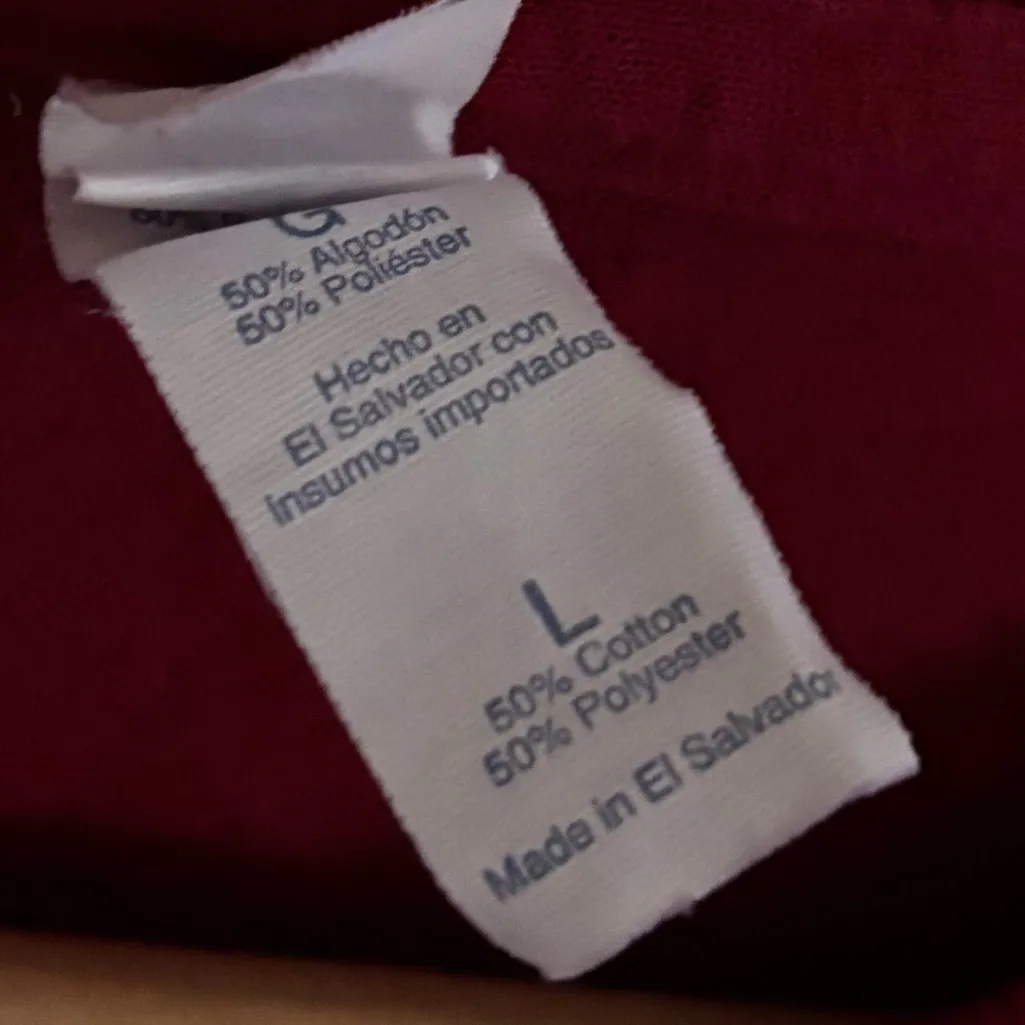 G
50% Algodón
50% Poliéster
Hecho en
El Salvador con
insumos importados
L
50% Cotton
50% Polyester
Made in El Salvador